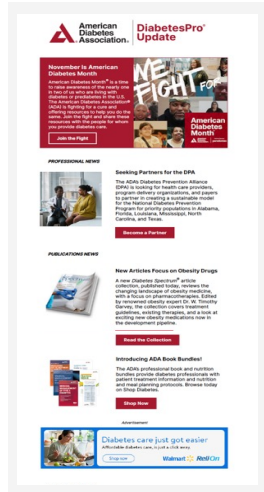 American
Diabetes
Association®
DiabetesPro®
Update
November Is American
Diabetes Month
American Diabetes Month® is a time
to raise awareness of the nearly one
in two of us who are living with
diabetes or prediabetes in the U.S.
The American Diabetes Association®
(ADA) is fighting for a cure and
offering resources to help you do the
same. Join the fight and share these
resources with the people for whom
you provide diabetes care.
Join the Fight
WE
FIGHT FOR
American
Diabetes
Month
PROFESSIONAL NEWS
Seeking Partners for the DPA
The ADA's Diabetes Prevention Alliance
(DPA) is looking for health care providers,
program delivery organizations, and payers
to partner in creating a sustainable model
for the National Diabetes Prevention
Program for priority populations in Alabama,
Florida, Louisiana, Mississippi, North
Carolina, and Texas.
Become a Partner
PUBLICATIONS NEWS
New Articles Focus on Obesity Drugs
A new Diabetes Spectrum® article
collection, published today, reviews the
changing landscape of obesity medicine,
with a focus on pharmacotherapies. Edited
by renowned obesity expert Dr. W. Timothy
Garvey, the collection covers treatment
guidelines, existing therapies, and a look at
exciting new obesity medications now in
the development pipeline.
Read the Collection
Introducing ADA Book Bundles!
The ADA's professional book and nutrition
bundles provide diabetes professionals with
patient treatment information and nutrition
and meal planning protocols. Browse today
on Shop Diabetes.
Shop Now
Advertisement
Diabetes care just got easier
Affordable diabetes care, is just a click away.
Shop now
Walmart
ReliOn